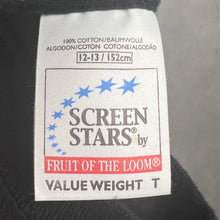 100% COTTON/BAUMWOLLE
ALGODON/COTON COTONE/ALGODÃO
12-13 / 152cm
SCREEN
STARS® by
FRUIT OF THE LOOM®
VALUE WEIGHT T